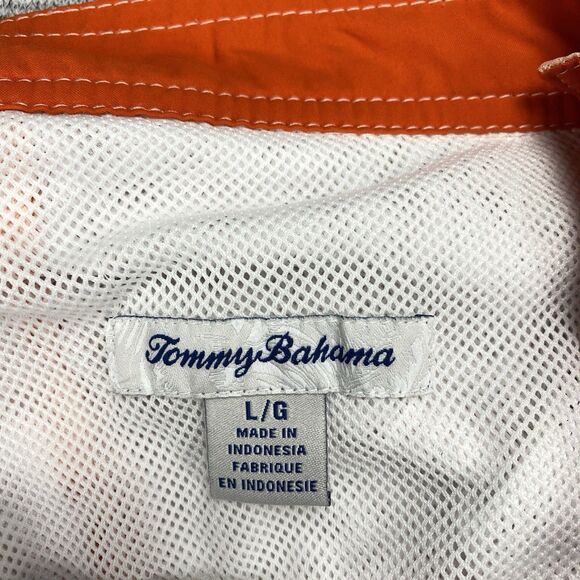 Tommy Bahama
L/G
MADE IN
INDONESIA
FABRIQUE
EN INDONESIE